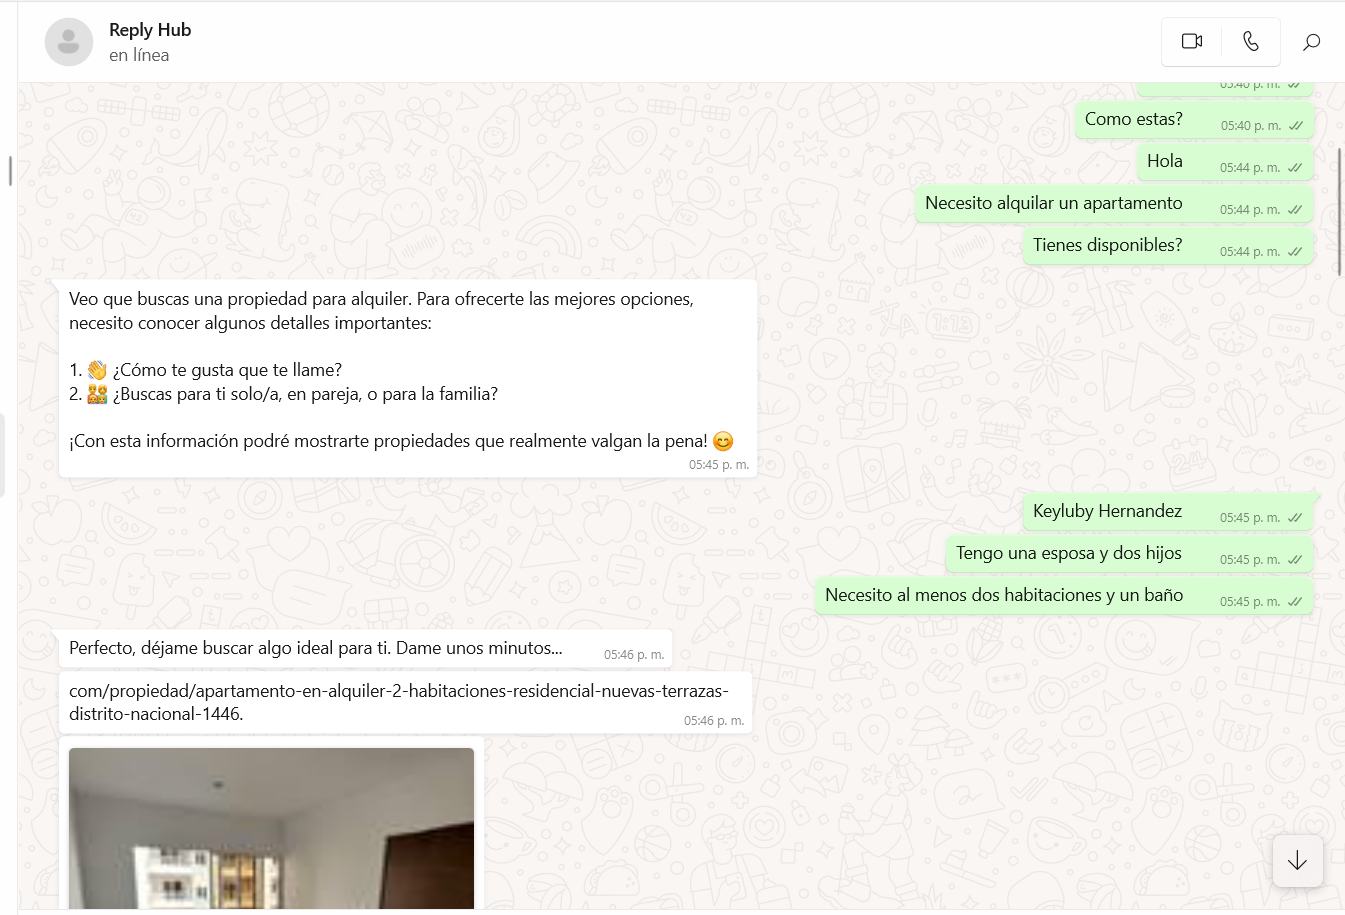 Reply Hub
en línea
05:40 p. m.
Como estas?
05:40 p. m.
Hola
05:44 p. m.
Necesito alquilar un apartamento
05:44 p. m.
Tienes disponibles?
05:44 p. m.
Veo que buscas una propiedad para alquiler. Para ofrecerte las mejores opciones,
necesito conocer algunos detalles importantes:
1. 👋 ¿Cómo te gusta que te llame?
2. 👨‍👩‍👧‍👦 ¿Buscas para ti solo/a, en pareja, o para la familia?
¡Con esta información podré mostrarte propiedades que realmente valgan la pena! 😊
05:45 p. m.
Keyluby Hernandez
05:45 p. m.
Tengo una esposa y dos hijos
05:45 p. m.
Necesito al menos dos habitaciones y un baño
05:45 p. m.
Perfecto, déjame buscar algo ideal para ti. Dame unos minutos...
05:46 p. m.
com/propiedad/apartamento-en-alquiler-2-habitaciones-residencial-nuevas-terrazas-
distrito-nacional-1446.
05:46 p. m.